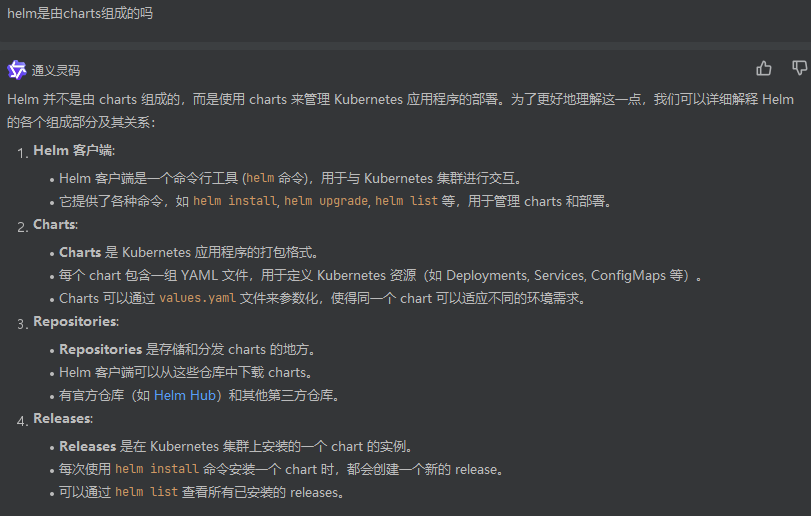 helm是由charts组成的吗
通义灵码
Helm 并不是由 charts 组成的，而是使用 charts 来管理 Kubernetes 应用程序的部署。为了更好地理解这一点，我们可以详细解释 Helm
的各个组成部分及其关系：
1. Helm 客户端:
• Helm 客户端是一个命令行工具 (helm 命令)，用于与 Kubernetes 集群进行交互。
• 它提供了各种命令，如 helm install, helm upgrade, helm list 等，用于管理 charts 和部署。
2. Charts:
• Charts 是 Kubernetes 应用程序的打包格式。
• 每个 chart 包含一组 YAML 文件，用于定义 Kubernetes 资源（如 Deployments, Services, ConfigMaps 等）。
• Charts 可以通过 values.yaml 文件来参数化，使得同一个 chart 可以适应不同的环境需求。
3. Repositories:
• Repositories 是存储和分发 charts 的地方。
• Helm 客户端可以从这些仓库中下载 charts。
• 有官方仓库（如 Helm Hub）和其他第三方仓库。
4. Releases:
• Releases 是在 Kubernetes 集群上安装的一个 chart 的实例。
• 每次使用 helm install 命令安装一个 chart 时，都会创建一个新的 release。
• 可以通过 helm list 查看所有已安装的 releases。